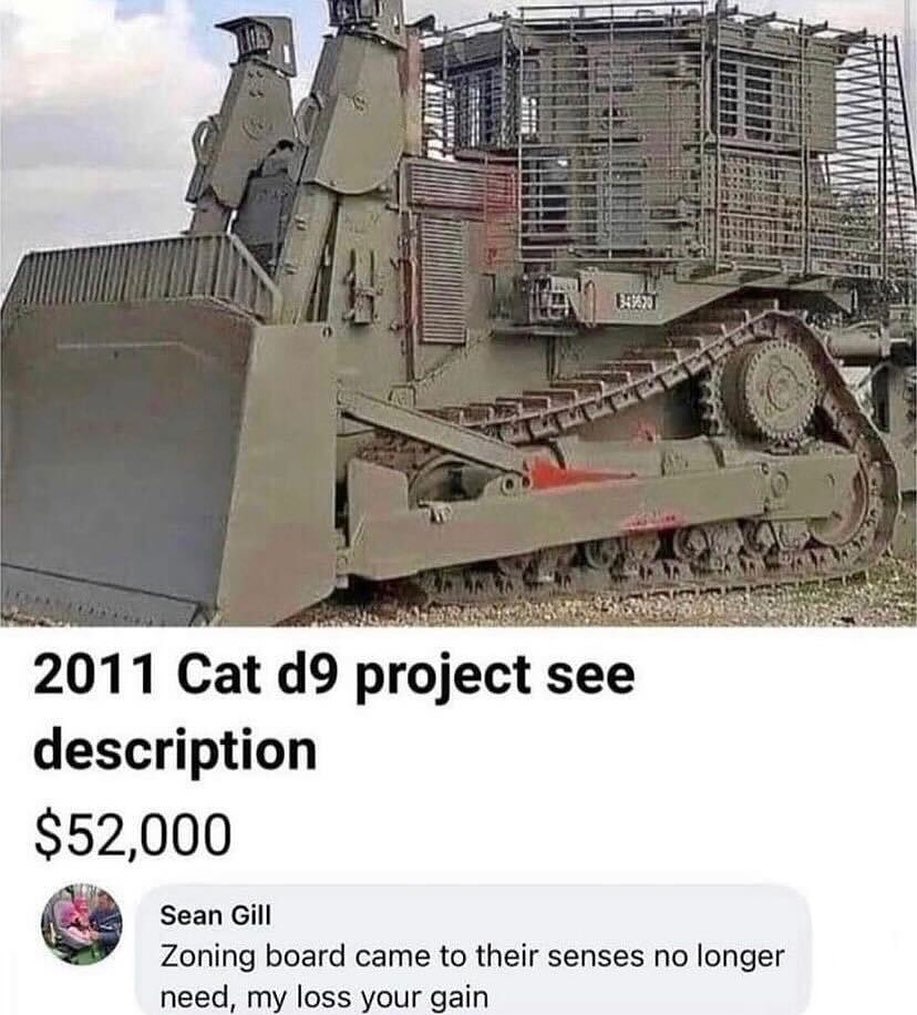 349620
2011 Cat d9 project see
description
$52,000
Sean Gill
Zoning board came to their senses no longer
need, my loss your gain